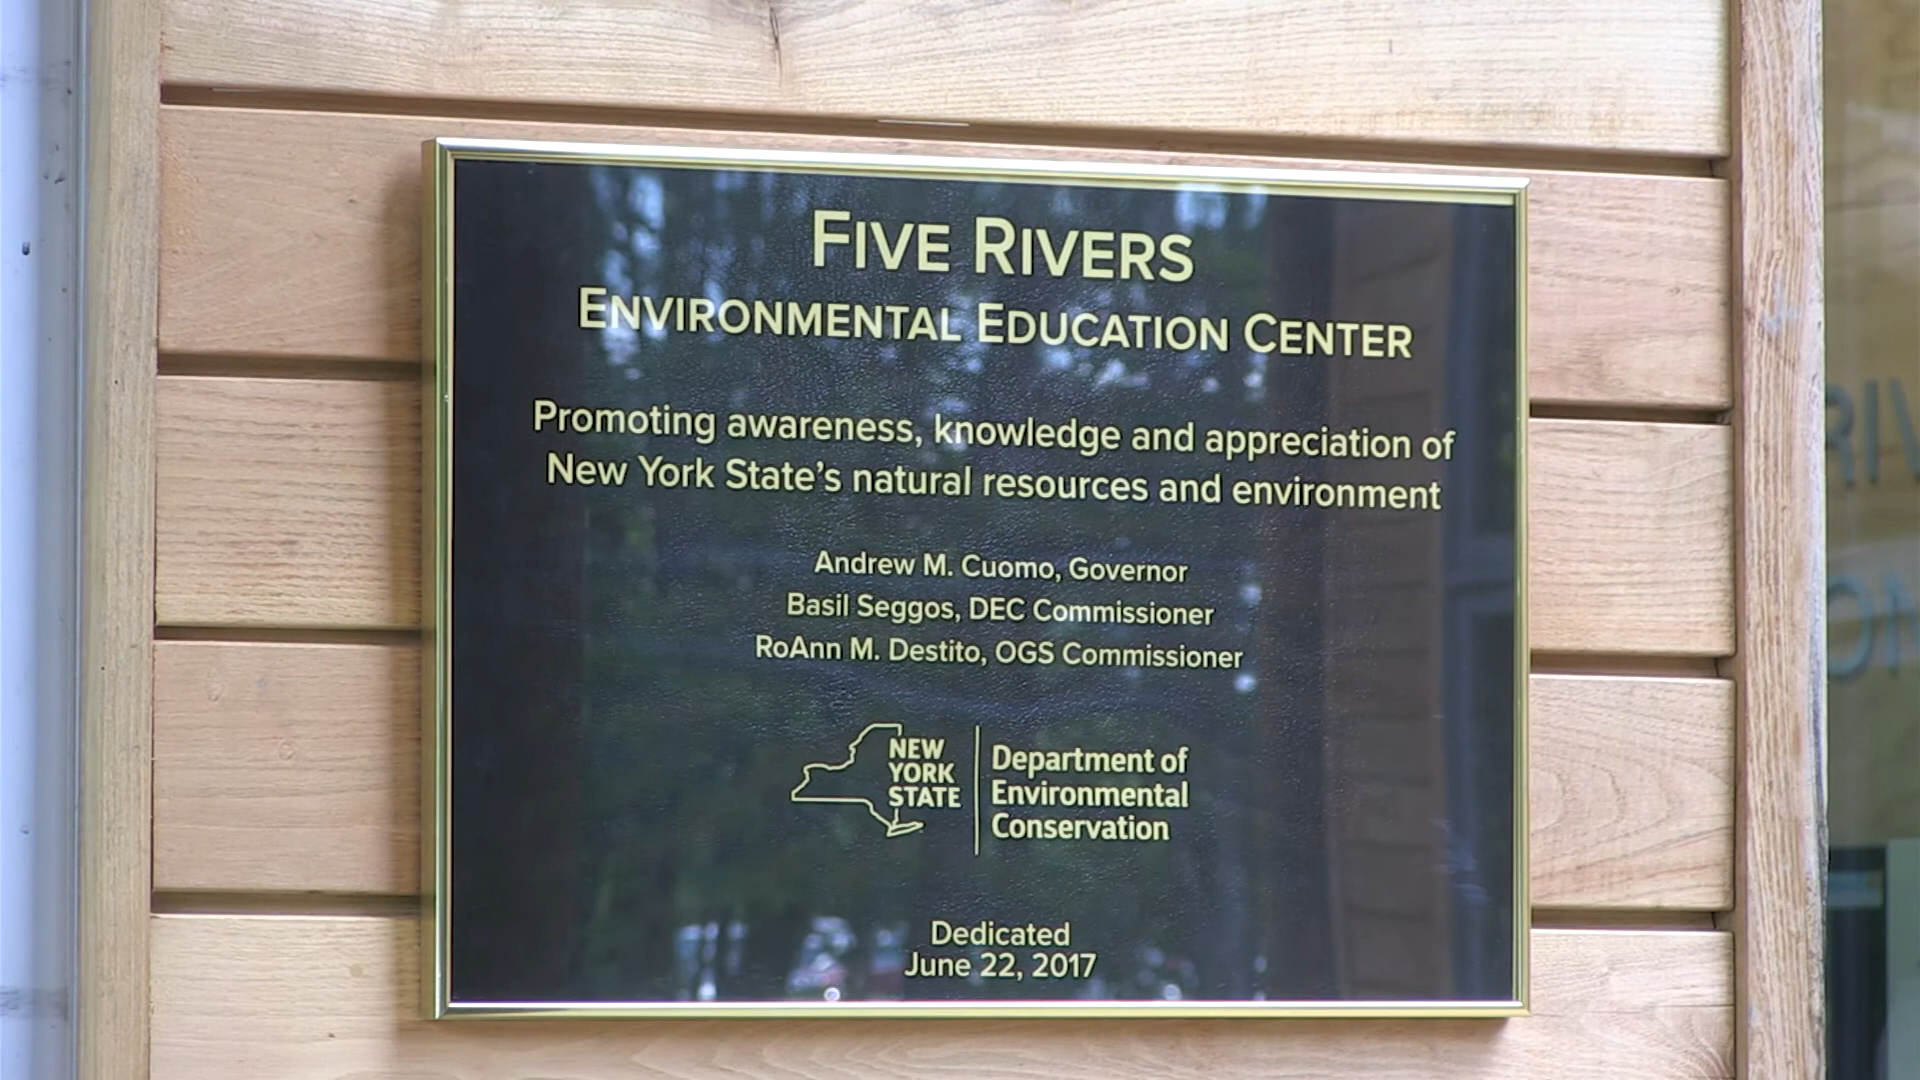 FIVE RIVERS
ENVIRONMENTAL EDUCATION CENTER
Promoting awareness, knowledge and appreciation of
New York State's natural resources and environment
Andrew M. Cuomo, Governor
Basil Seggos, DEC Commissioner
RoAnn M. Destito, OGS Commissioner
NEW
YORK
STATE
Department of
Environmental
Conservation
Dedicated
June 22, 2017